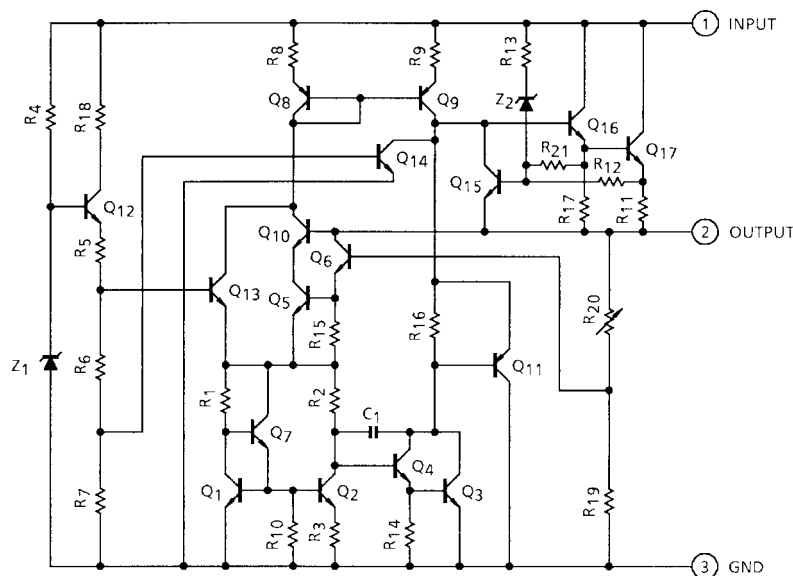 1 INPUT
R4
R18
R8
R9
R13
Q8
Q9
Z2
Q16
Q14
R21
Q17
R12
Q12
Q15
R17
R11
R5
Q10
2 OUTPUT
Q6
Q13
Q5
R20
R15
R16
Z1
R6
Q11
R1
R2
C1
Q7
Q4
R7
Q1
Q2
Q3
R19
R10
R3
R14
3 GND